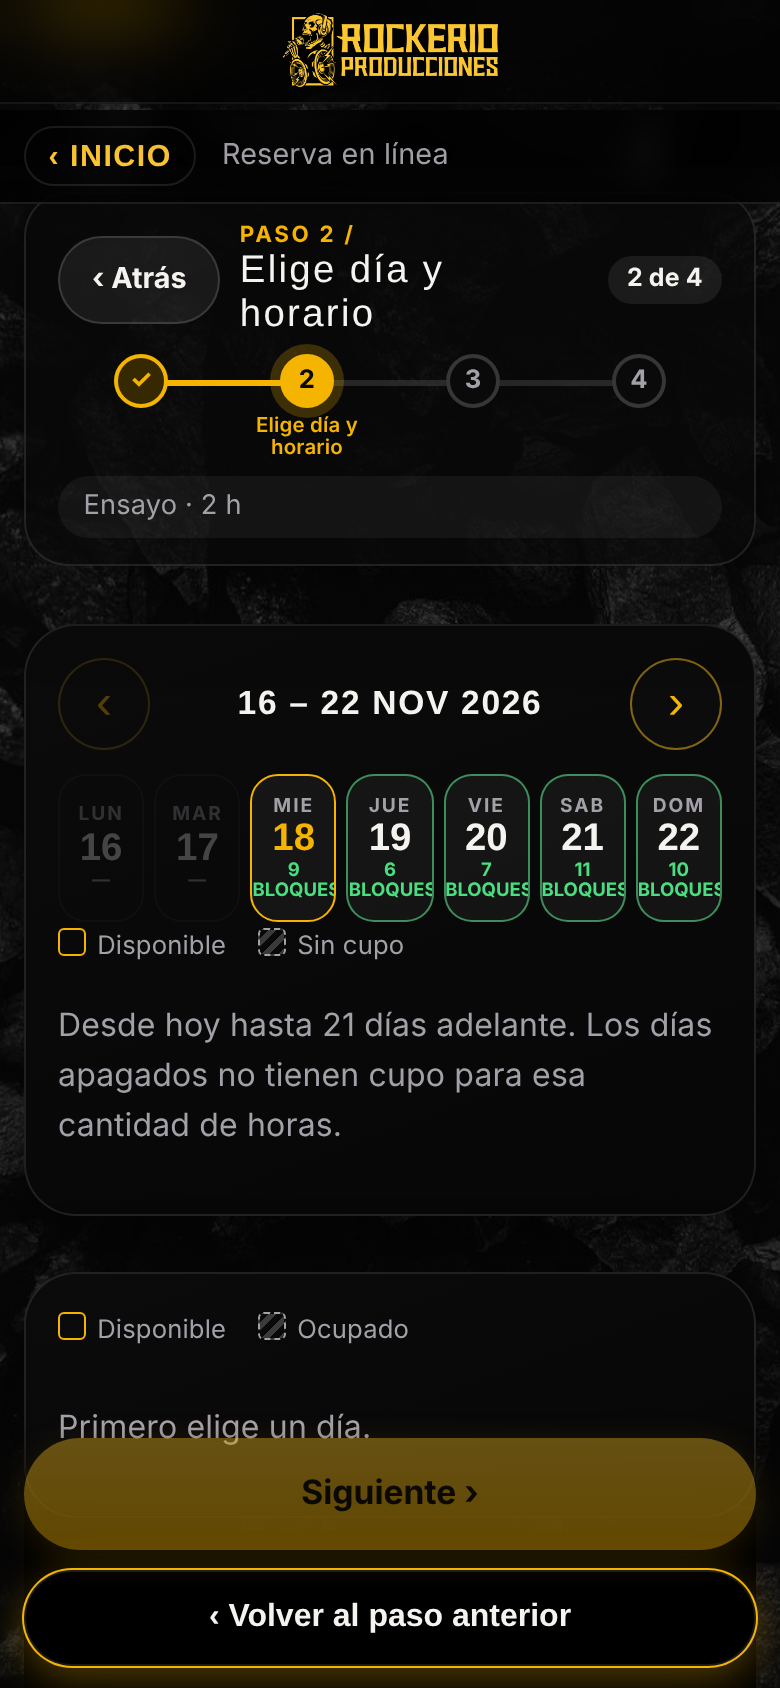 ROCKERIO
PRODUCCIONES
‹ INICIO
Reserva en línea
‹ Atrás
PASO 2 /
Elige día y
horario
2 de 4
2
3
4
Elige día y
horario
Ensayo · 2 h
‹
16 – 22 NOV 2026
›
LUN
16
—
MAR
17
—
MIE
18
9
BLOQUES
JUE
19
6
BLOQUES
VIE
20
7
BLOQUES
SAB
21
11
BLOQUES
DOM
22
10
BLOQUES
Disponible
Sin cupo
Desde hoy hasta 21 días adelante. Los días
apagados no tienen cupo para esa
cantidad de horas.
Disponible
Ocupado
Primero elige un día.
Siguiente ›
‹ Volver al paso anterior